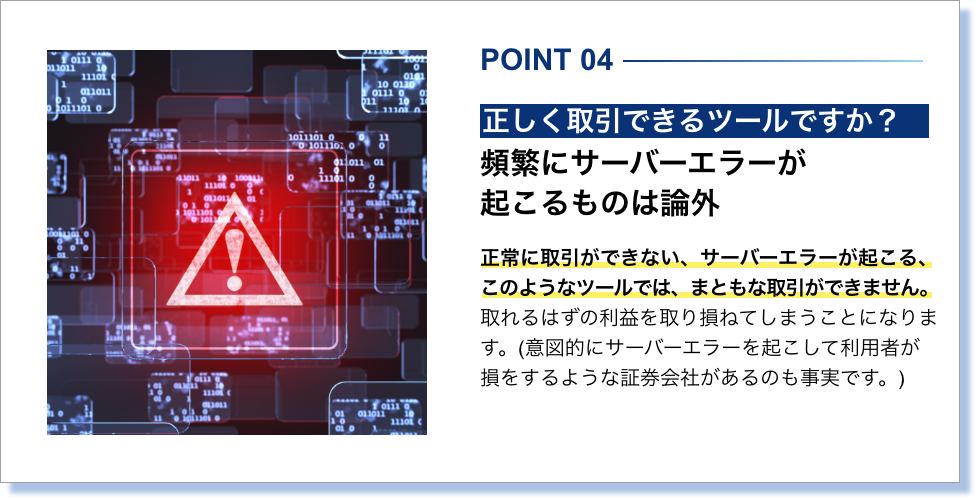 POINT 04
正しく取引できるツールですか？
頻繁にサーバーエラーが
起こるものは論外
正常に取引ができない、サーバーエラーが起こる、
このようなツールでは、まともな取引ができません。
取れるはずの利益を取り損ねてしまうことになりま
す。(意図的にサーバーエラーを起こして利用者が
損をするような証券会社があるのも事実です。)